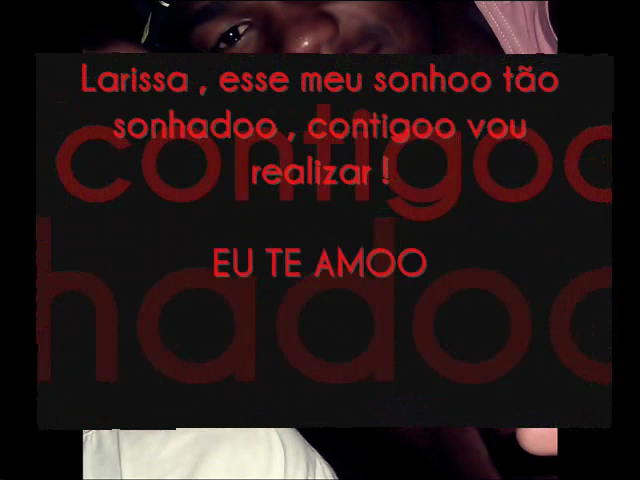 Larissa , esse meu sonhoo tão
sonhadoo , contigoo vou
realizar !
EU TE AMOO
contigoo
hadoo